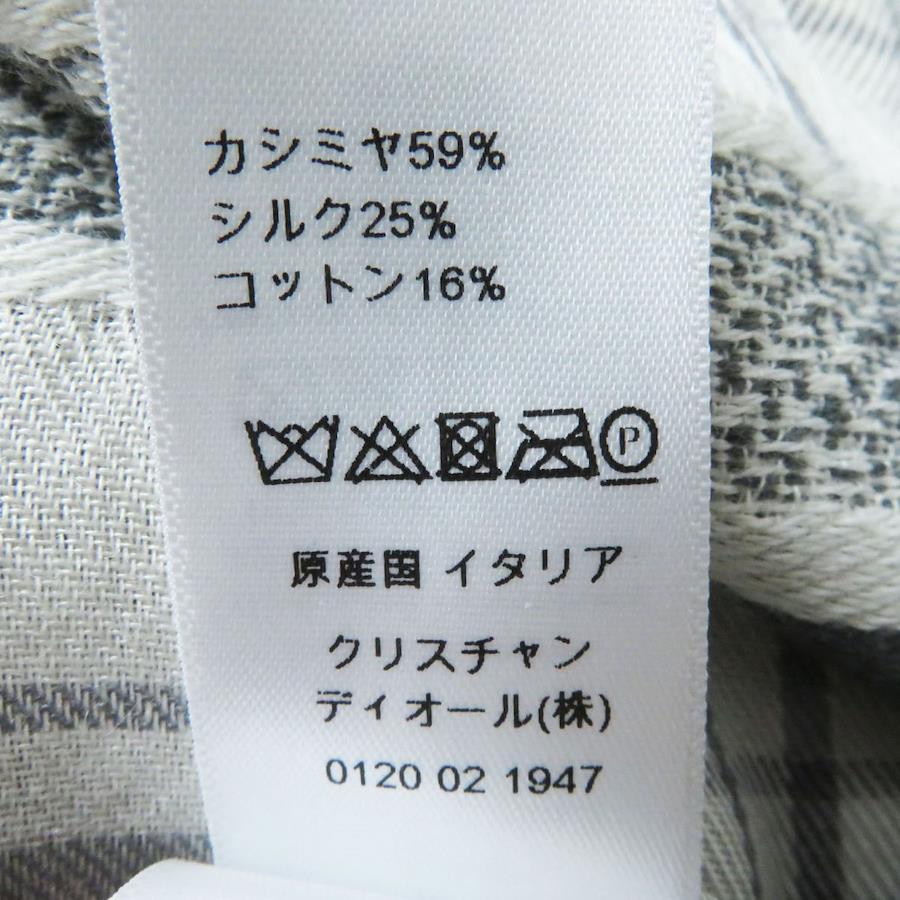 カシミヤ59%
シルク25%
コットン16%
P
原産国 イタリア
クリスチャン
ディオール(株)
0120 02 1947